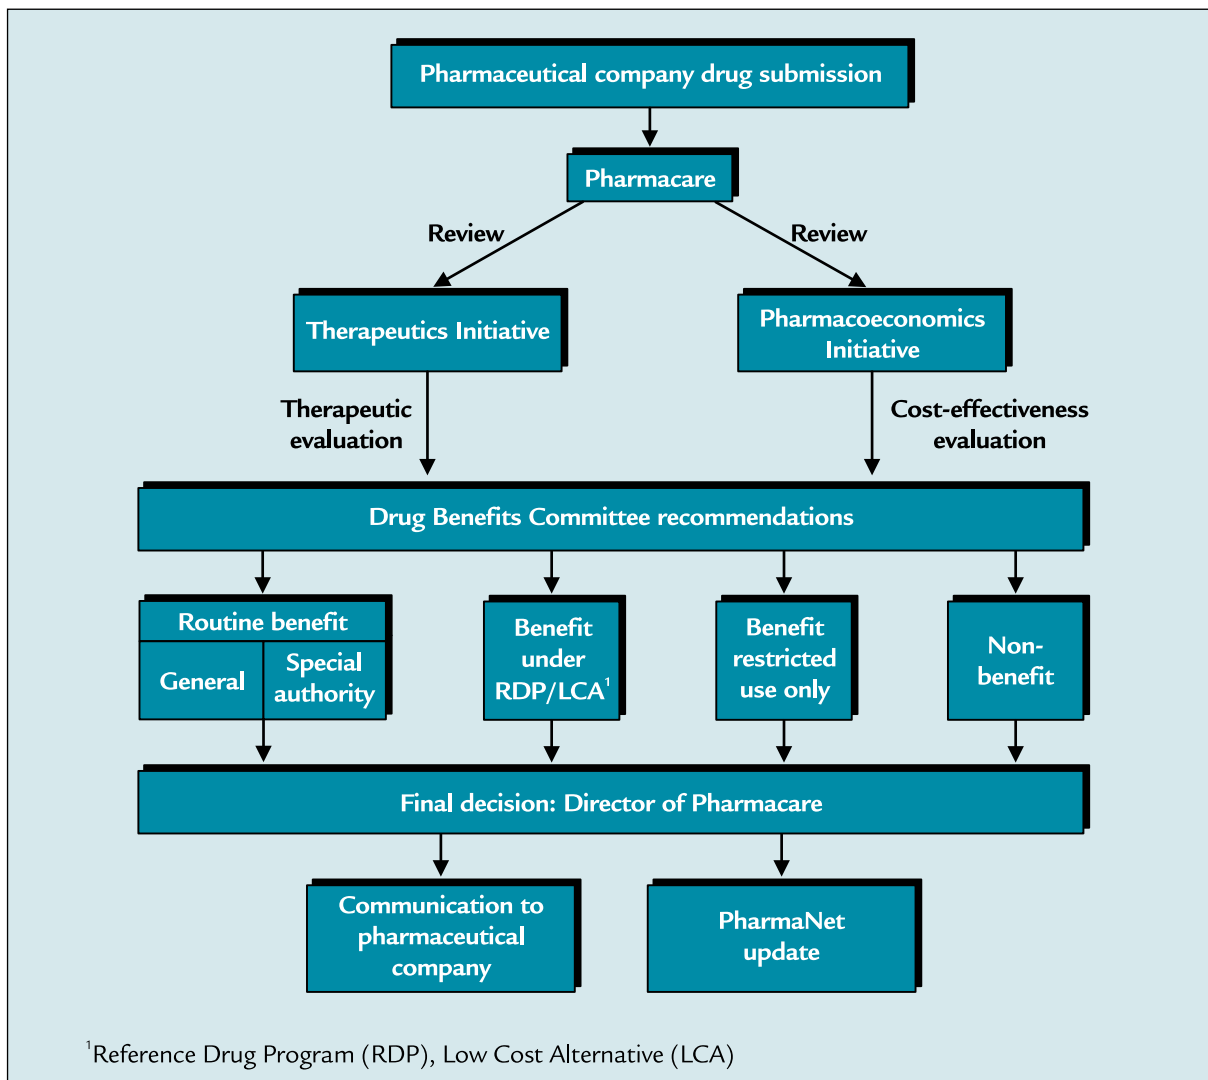 Pharmaceutical company drug submission
Pharmacare
Review
Review
Therapeutics Initiative
Pharmacoeconomics
Initiative
Therapeutic
evaluation
Cost-effectiveness
evaluation
Drug Benefits Committee recommendations
Routine benefit
General
Special
authority
Benefit
under
RDP/LCA¹
Benefit
restricted
use only
Non-
benefit
Final decision: Director of Pharmacare
Communication to
pharmaceutical
company
PharmaNet
update
¹Reference Drug Program (RDP), Low Cost Alternative (LCA)